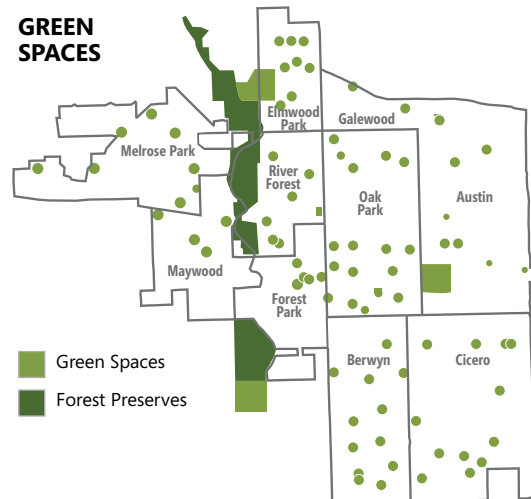 GREEN
SPACES
Elmwood
Park
Galewood
Melrose Park
River
Forest
Oak
Park
Austin
Maywood
Forest
Park
Berwyn
Cicero
Green Spaces
Forest Preserves